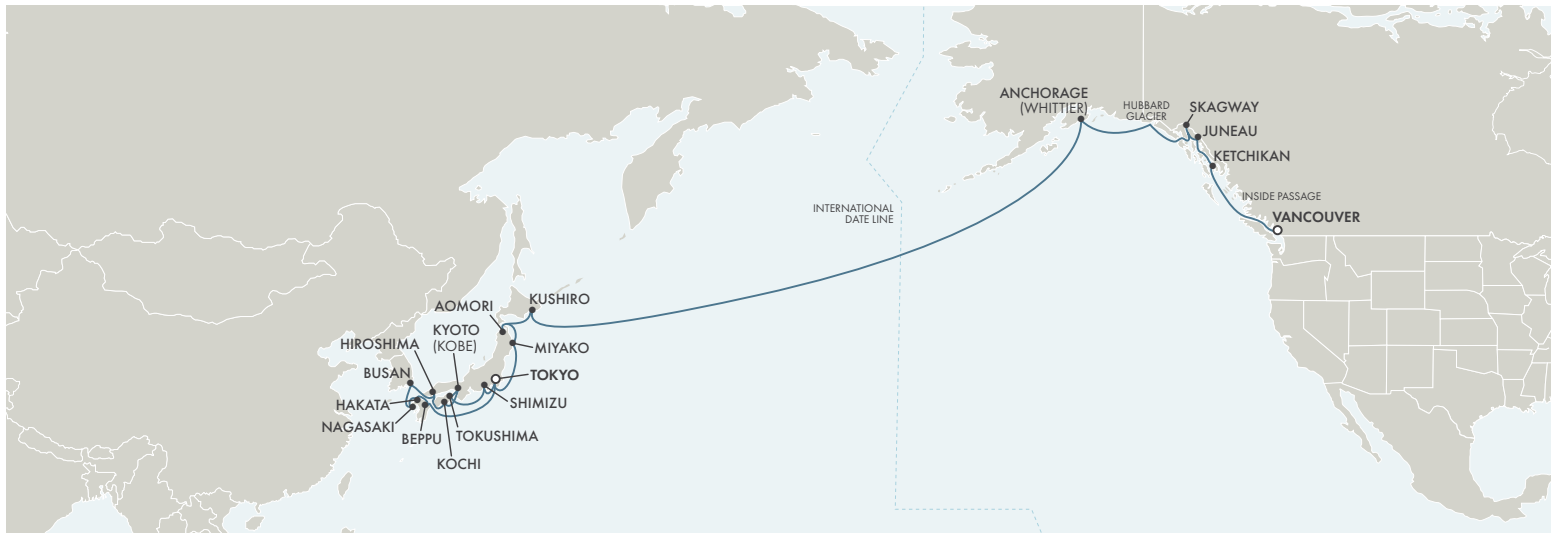 ANCHORAGE
(WHITTIER)
HUBBARD
GLACIER
SKAGWAY
JUNEAU
KETCHIKAN
INSIDE PASSAGE
VANCOUVER
INTERNATIONAL
DATE LINE
KUSHIRO
AOMORI
KYOTO
(KOBE)
HIROSHIMA
MIYAKO
BUSAN
TOKYO
HAKATA
SHIMIZU
NAGASAKI
BEPPU
TOKUSHIMA
KOCHI